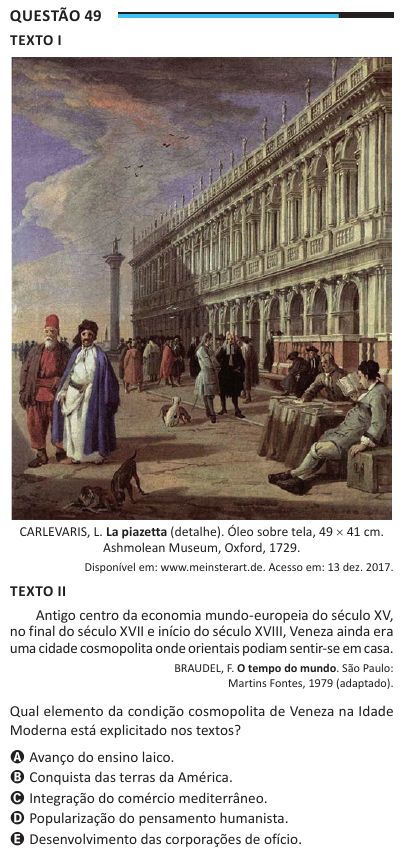 QUESTÃO 49
TEXTO I
CARLEVARIS, L. La piazetta (detalhe). Óleo sobre tela, 49 × 41 cm.
Ashmolean Museum, Oxford, 1729.
Disponível em: www.meinsterart.de. Acesso em: 13 dez. 2017.
TEXTO II
Antigo centro da economia mundo-europeia do século XV,
no final do século XVII e início do século XVIII, Veneza ainda era
uma cidade cosmopolita onde orientais podiam sentir-se em casa.
BRAUDEL, F. O tempo do mundo. São Paulo:
Martins Fontes, 1979 (adaptado).
Qual elemento da condição cosmopolita de Veneza na Idade
Moderna está explicitado nos textos?
A Avanço do ensino laico.
B Conquista das terras da América.
C Integração do comércio mediterrâneo.
D Popularização do pensamento humanista.
E Desenvolvimento das corporações de ofício.